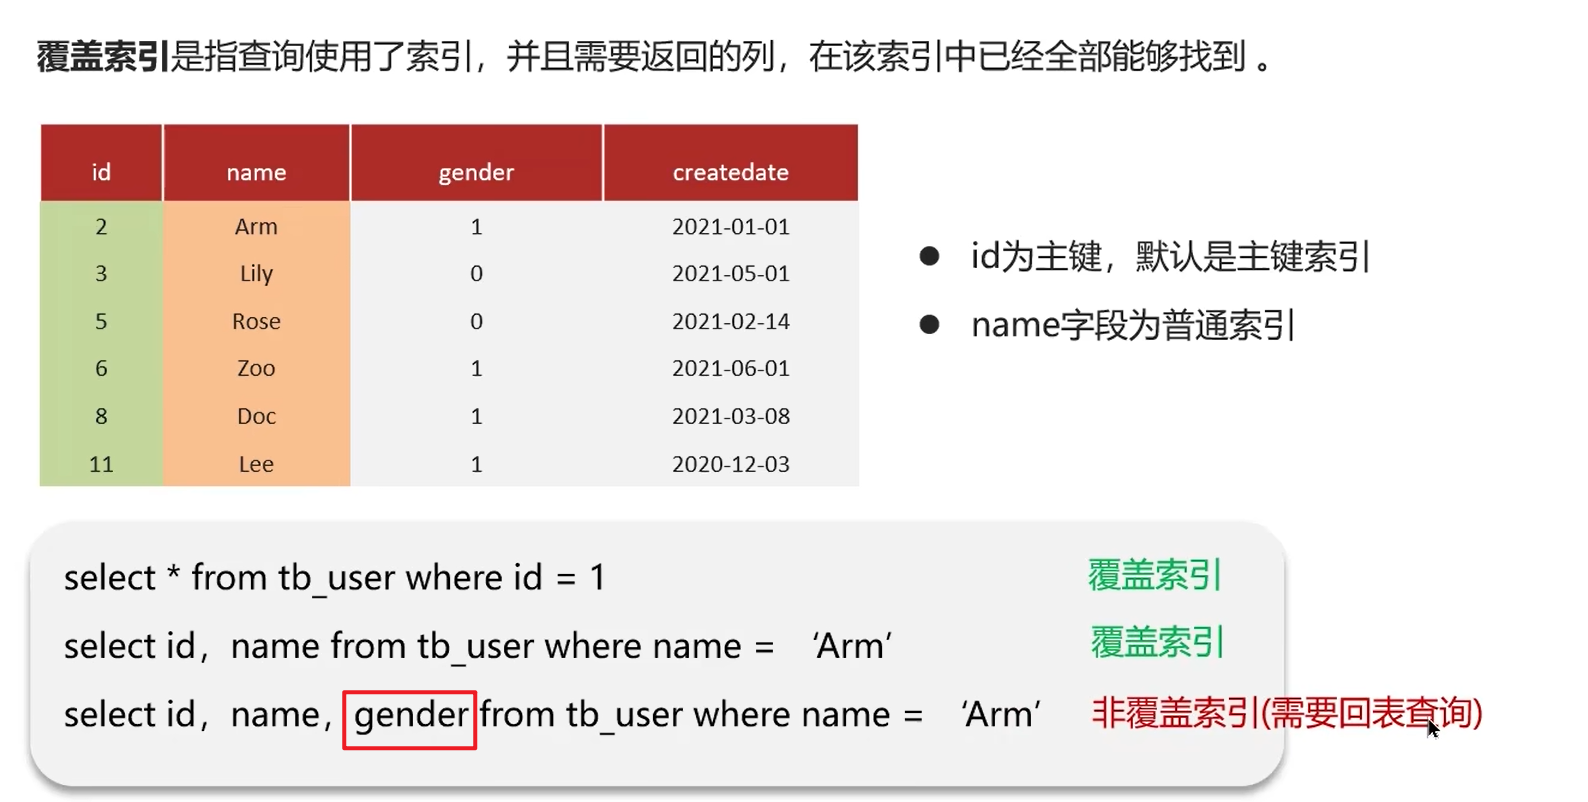 覆盖索引是指查询使用了索引，并且需要返回的列，在该索引中已经全部能够找到 。
id name gender createdate
2 Arm 1 2021-01-01
3 Lily 0 2021-05-01
5 Rose 0 2021-02-14
6 Zoo 1 2021-06-01
8 Doc 1 2021-03-08
11 Lee 1 2020-12-03
● id为主键，默认是主键索引
● name字段为普通索引
select * from tb_user where id = 1 覆盖索引
select id，name from tb_user where name = ‘Arm’ 覆盖索引
select id，name，gender from tb_user where name = ‘Arm’ 非覆盖索引(需要回表查询)